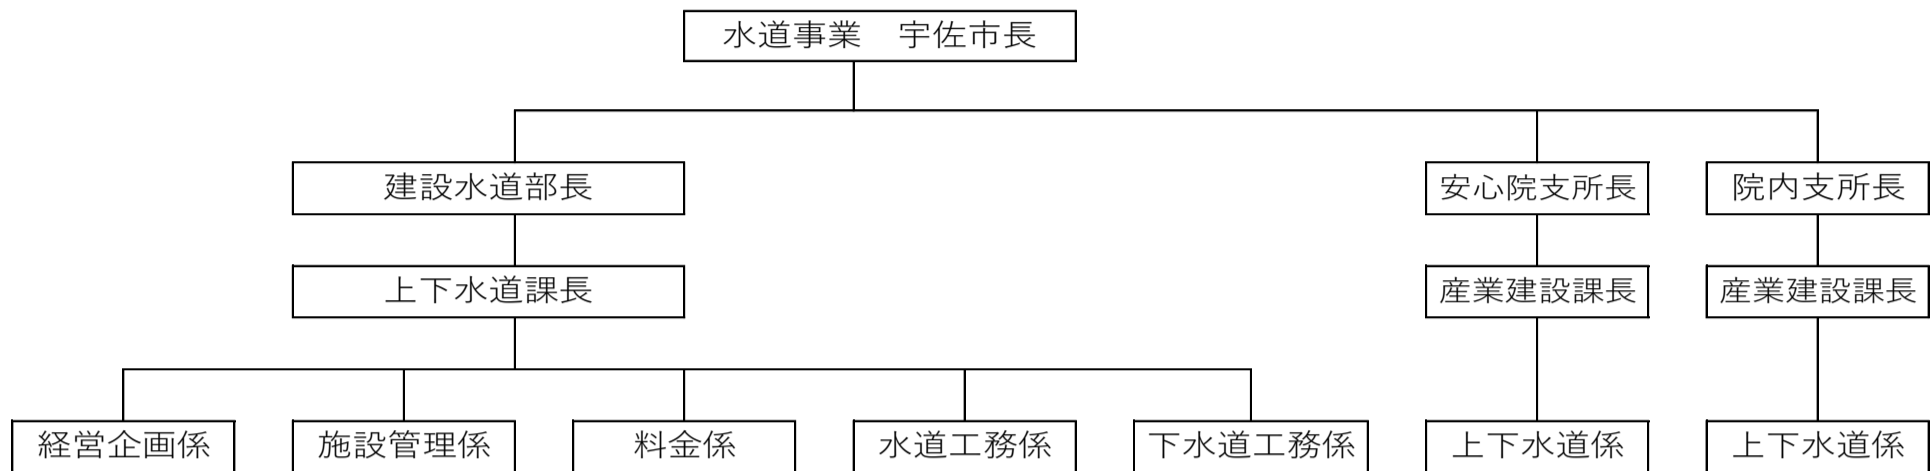 水道事業　宇佐市長
建設水道部長
安心院支所長
院内支所長
上下水道課長
産業建設課長
産業建設課長
経営企画係
施設管理係
料金係
水道工務係
下水道工務係
上下水道係
上下水道係